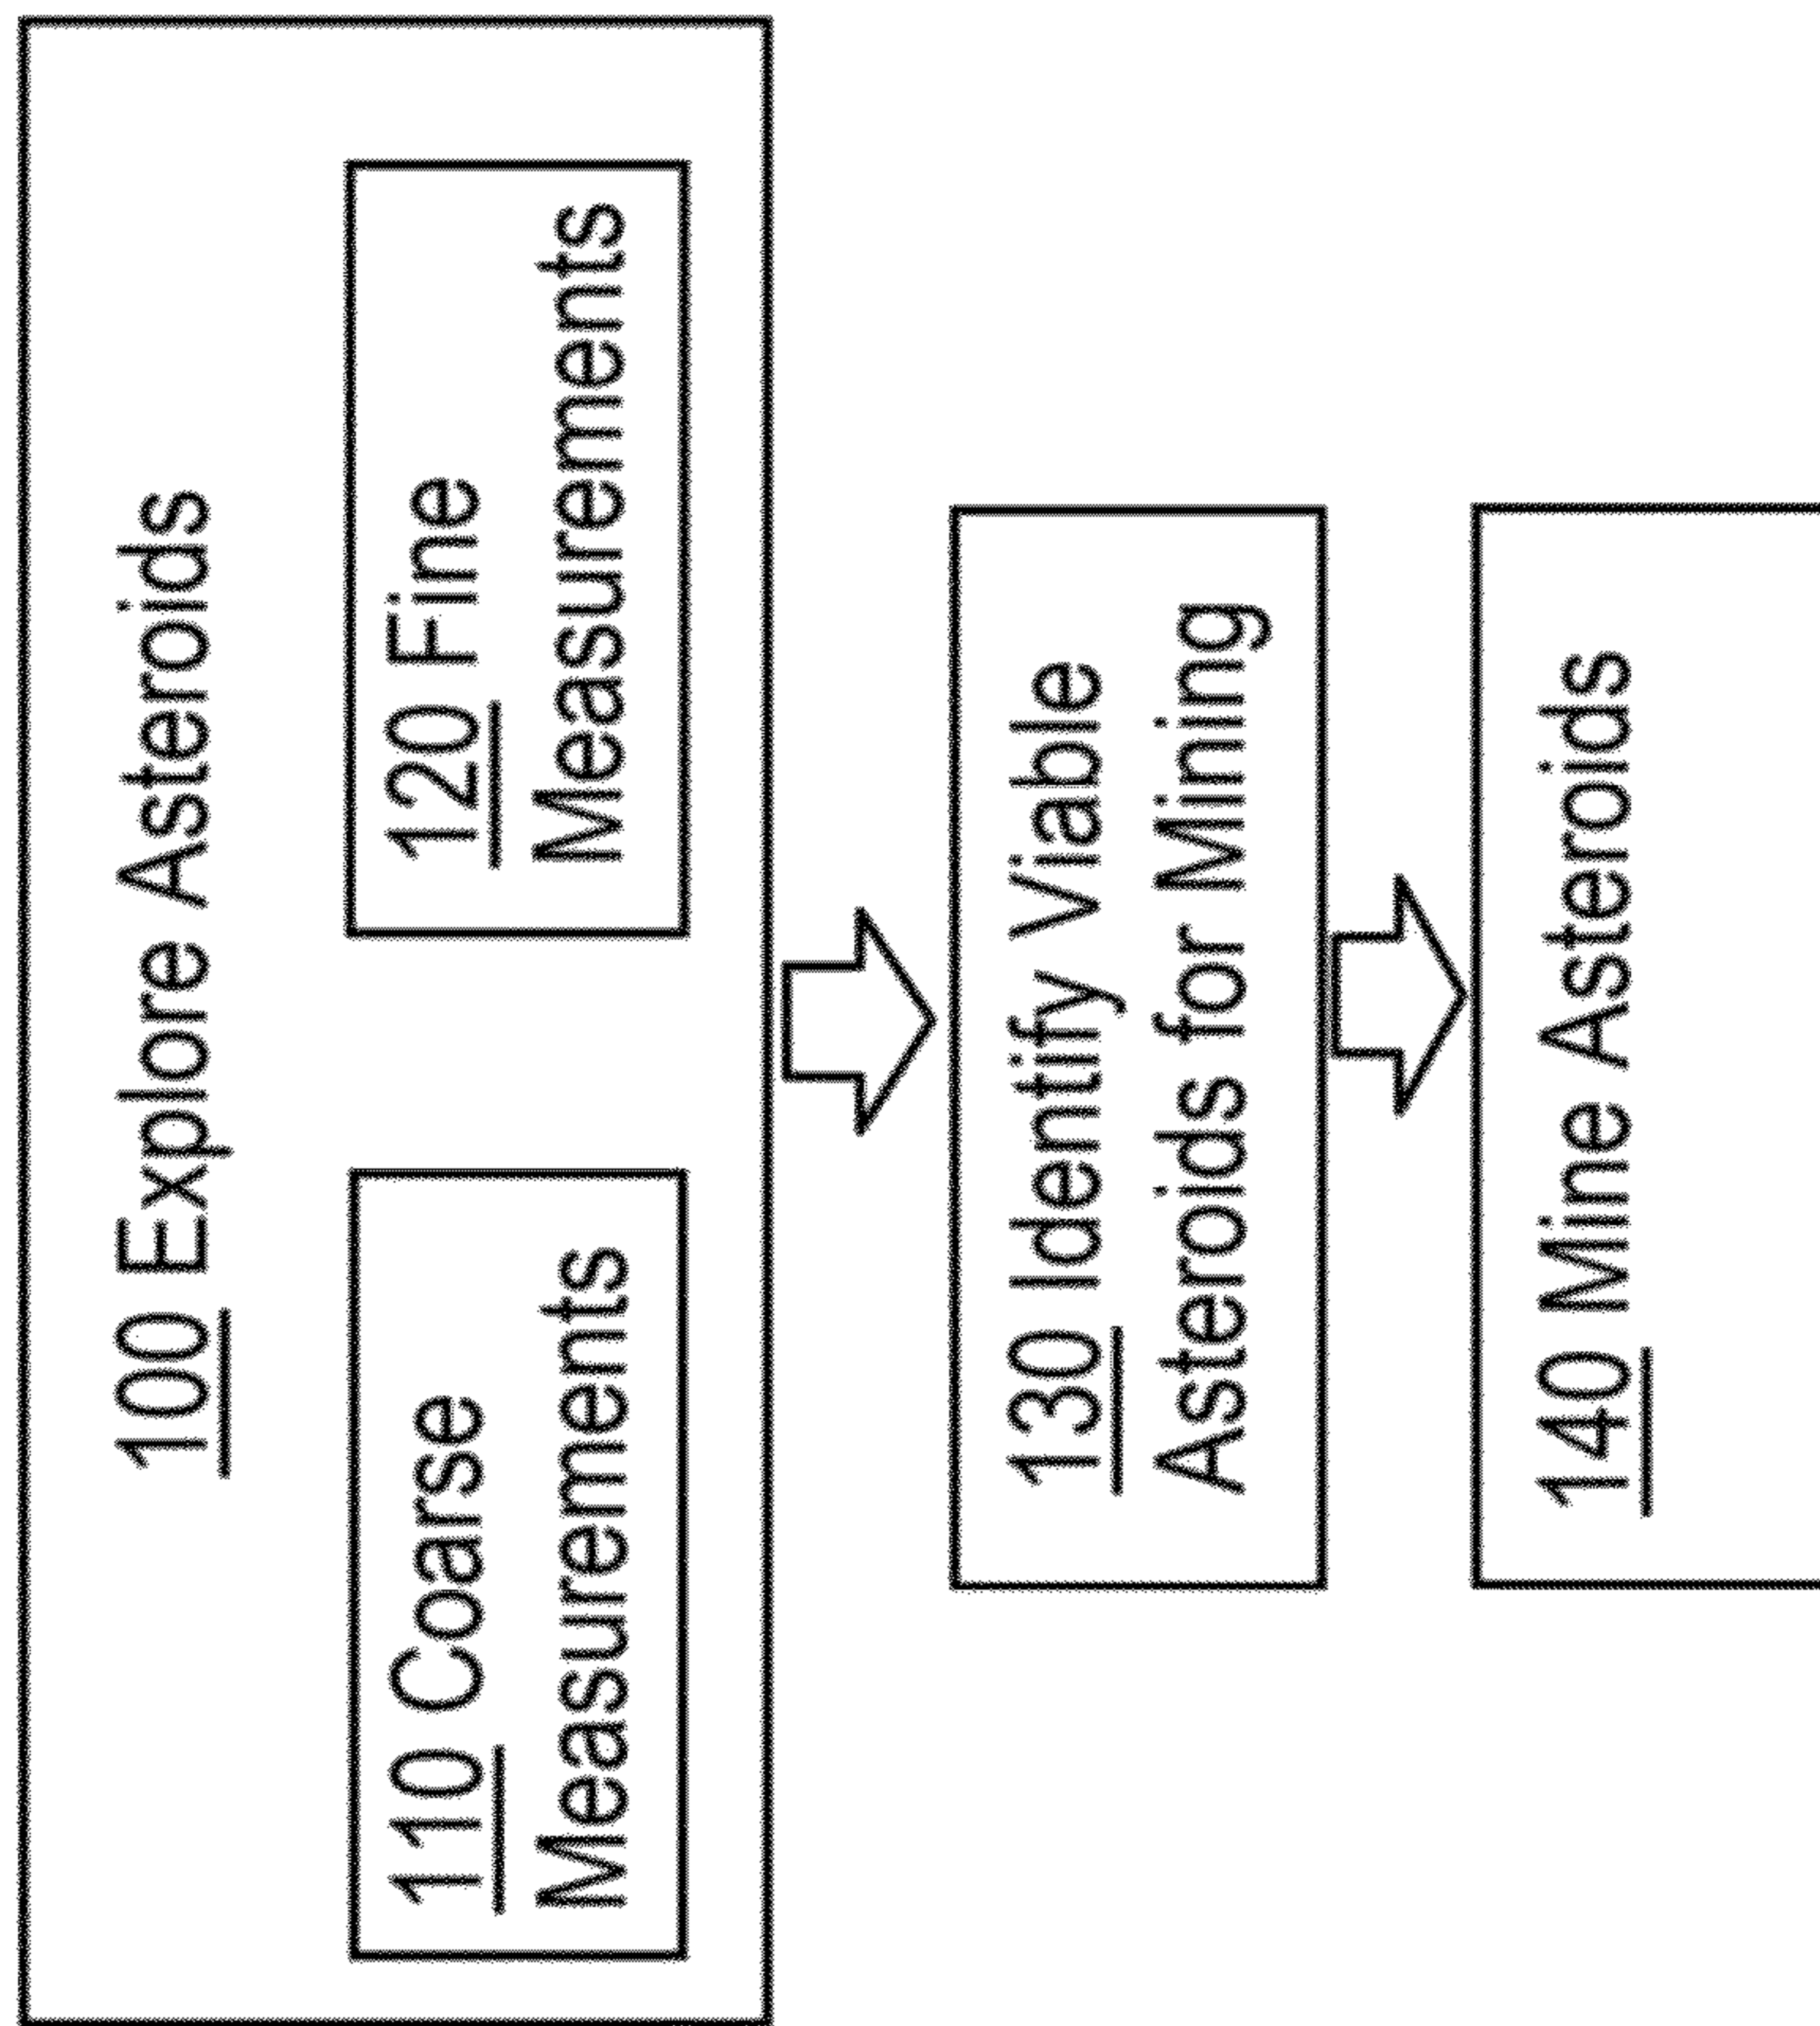 100 Explore Asteroids
110 Coarse
Measurements
120 Fine
Measurements
130 Identify Viable
Asteroids for Mining
140 Mine Asteroids